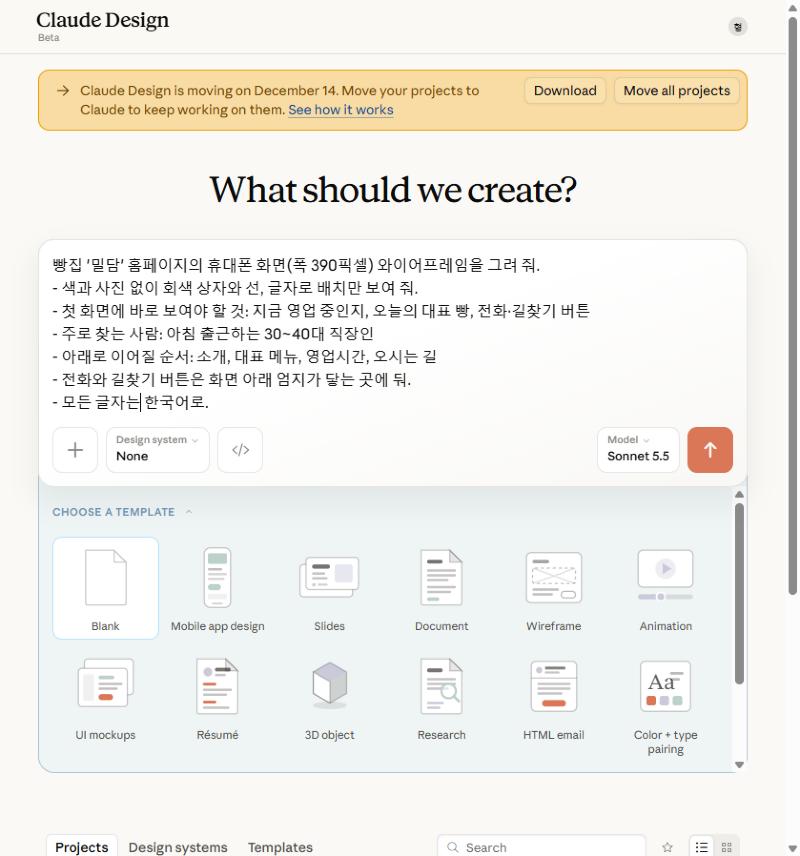 Claude Design
Beta
형
Claude Design is moving on December 14. Move your projects to
Claude to keep working on them. See how it works
Download
Move all projects
What should we create?
빵집 '밀담' 홈페이지의 휴대폰 화면(폭 390픽셀) 와이어프레임을 그려 줘.
- 색과 사진 없이 회색 상자와 선, 글자로 배치만 보여 줘.
- 첫 화면에 바로 보여야 할 것: 지금 영업 중인지, 오늘의 대표 빵, 전화·길찾기 버튼
- 주로 찾는 사람: 아침 출근하는 30~40대 직장인
- 아래로 이어질 순서: 소개, 대표 메뉴, 영업시간, 오시는 길
- 전화와 길찾기 버튼은 화면 아래 엄지가 닿는 곳에 둬.
- 모든 글자는 한국어로.
Design system
None
</>
Model
Sonnet 5.5
CHOOSE A TEMPLATE
Blank
Mobile app design
Slides
Document
Wireframe
Animation
Aa
UI mockups
Résumé
3D object
Research
HTML email
Color + type
pairing
Projects
Design systems
Templates
Search